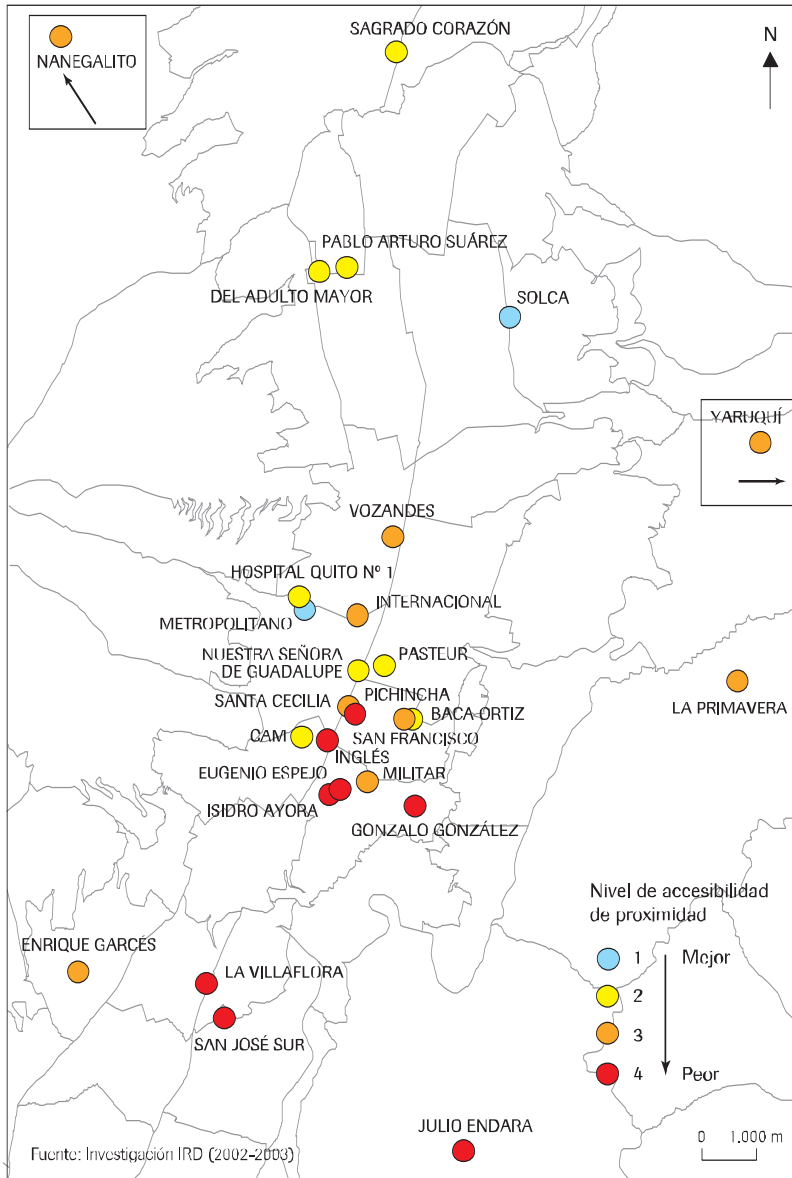 SAGRADO CORAZÓN
NANEGALITO
N
PABLO ARTURO SUÁREZ
DEL ADULTO MAYOR
SOLCA
YARUQUÍ
VOZANDES
HOSPITAL QUITO Nº 1
INTERNACIONAL
METROPOLITANO
NUESTRA SEÑORA
DE GUADALUPE
PASTEUR
SANTA CECILIA
PICHINCHA
LA PRIMAVERA
BACA ORTIZ
CAM
SAN FRANCISCO
INGLÉS
EUGENIO ESPEJO
MILITAR
ISIDRO AYORA
GONZALO GONZÁLEZ
Nivel de accesibilidad
de proximidad
1 Mejor
2
3
4 Peor
ENRIQUE GARCÉS
LA VILLAFLORA
SAN JOSÉ SUR
JULIO ENDARA
0 1.000 m
Fuente: Investigación IRD (2002-2003)